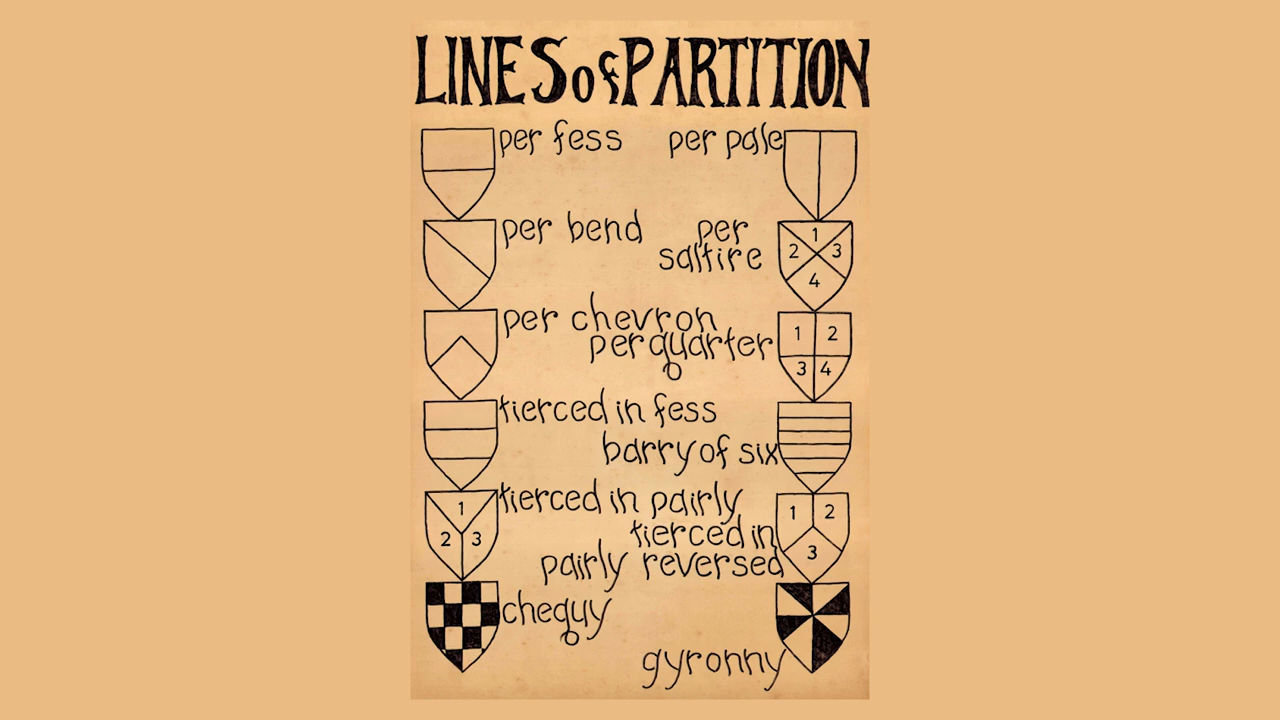 LINES of PARTITION
per fess
per pale
per bend
per
saltire
1
2 3
4
per chevron
per quarter
1 2
3 4
tierced in fess
barry of six
tierced in pairly
1
2 3
tierced in
pairly reversed
1 2
3
chequy
gyronny